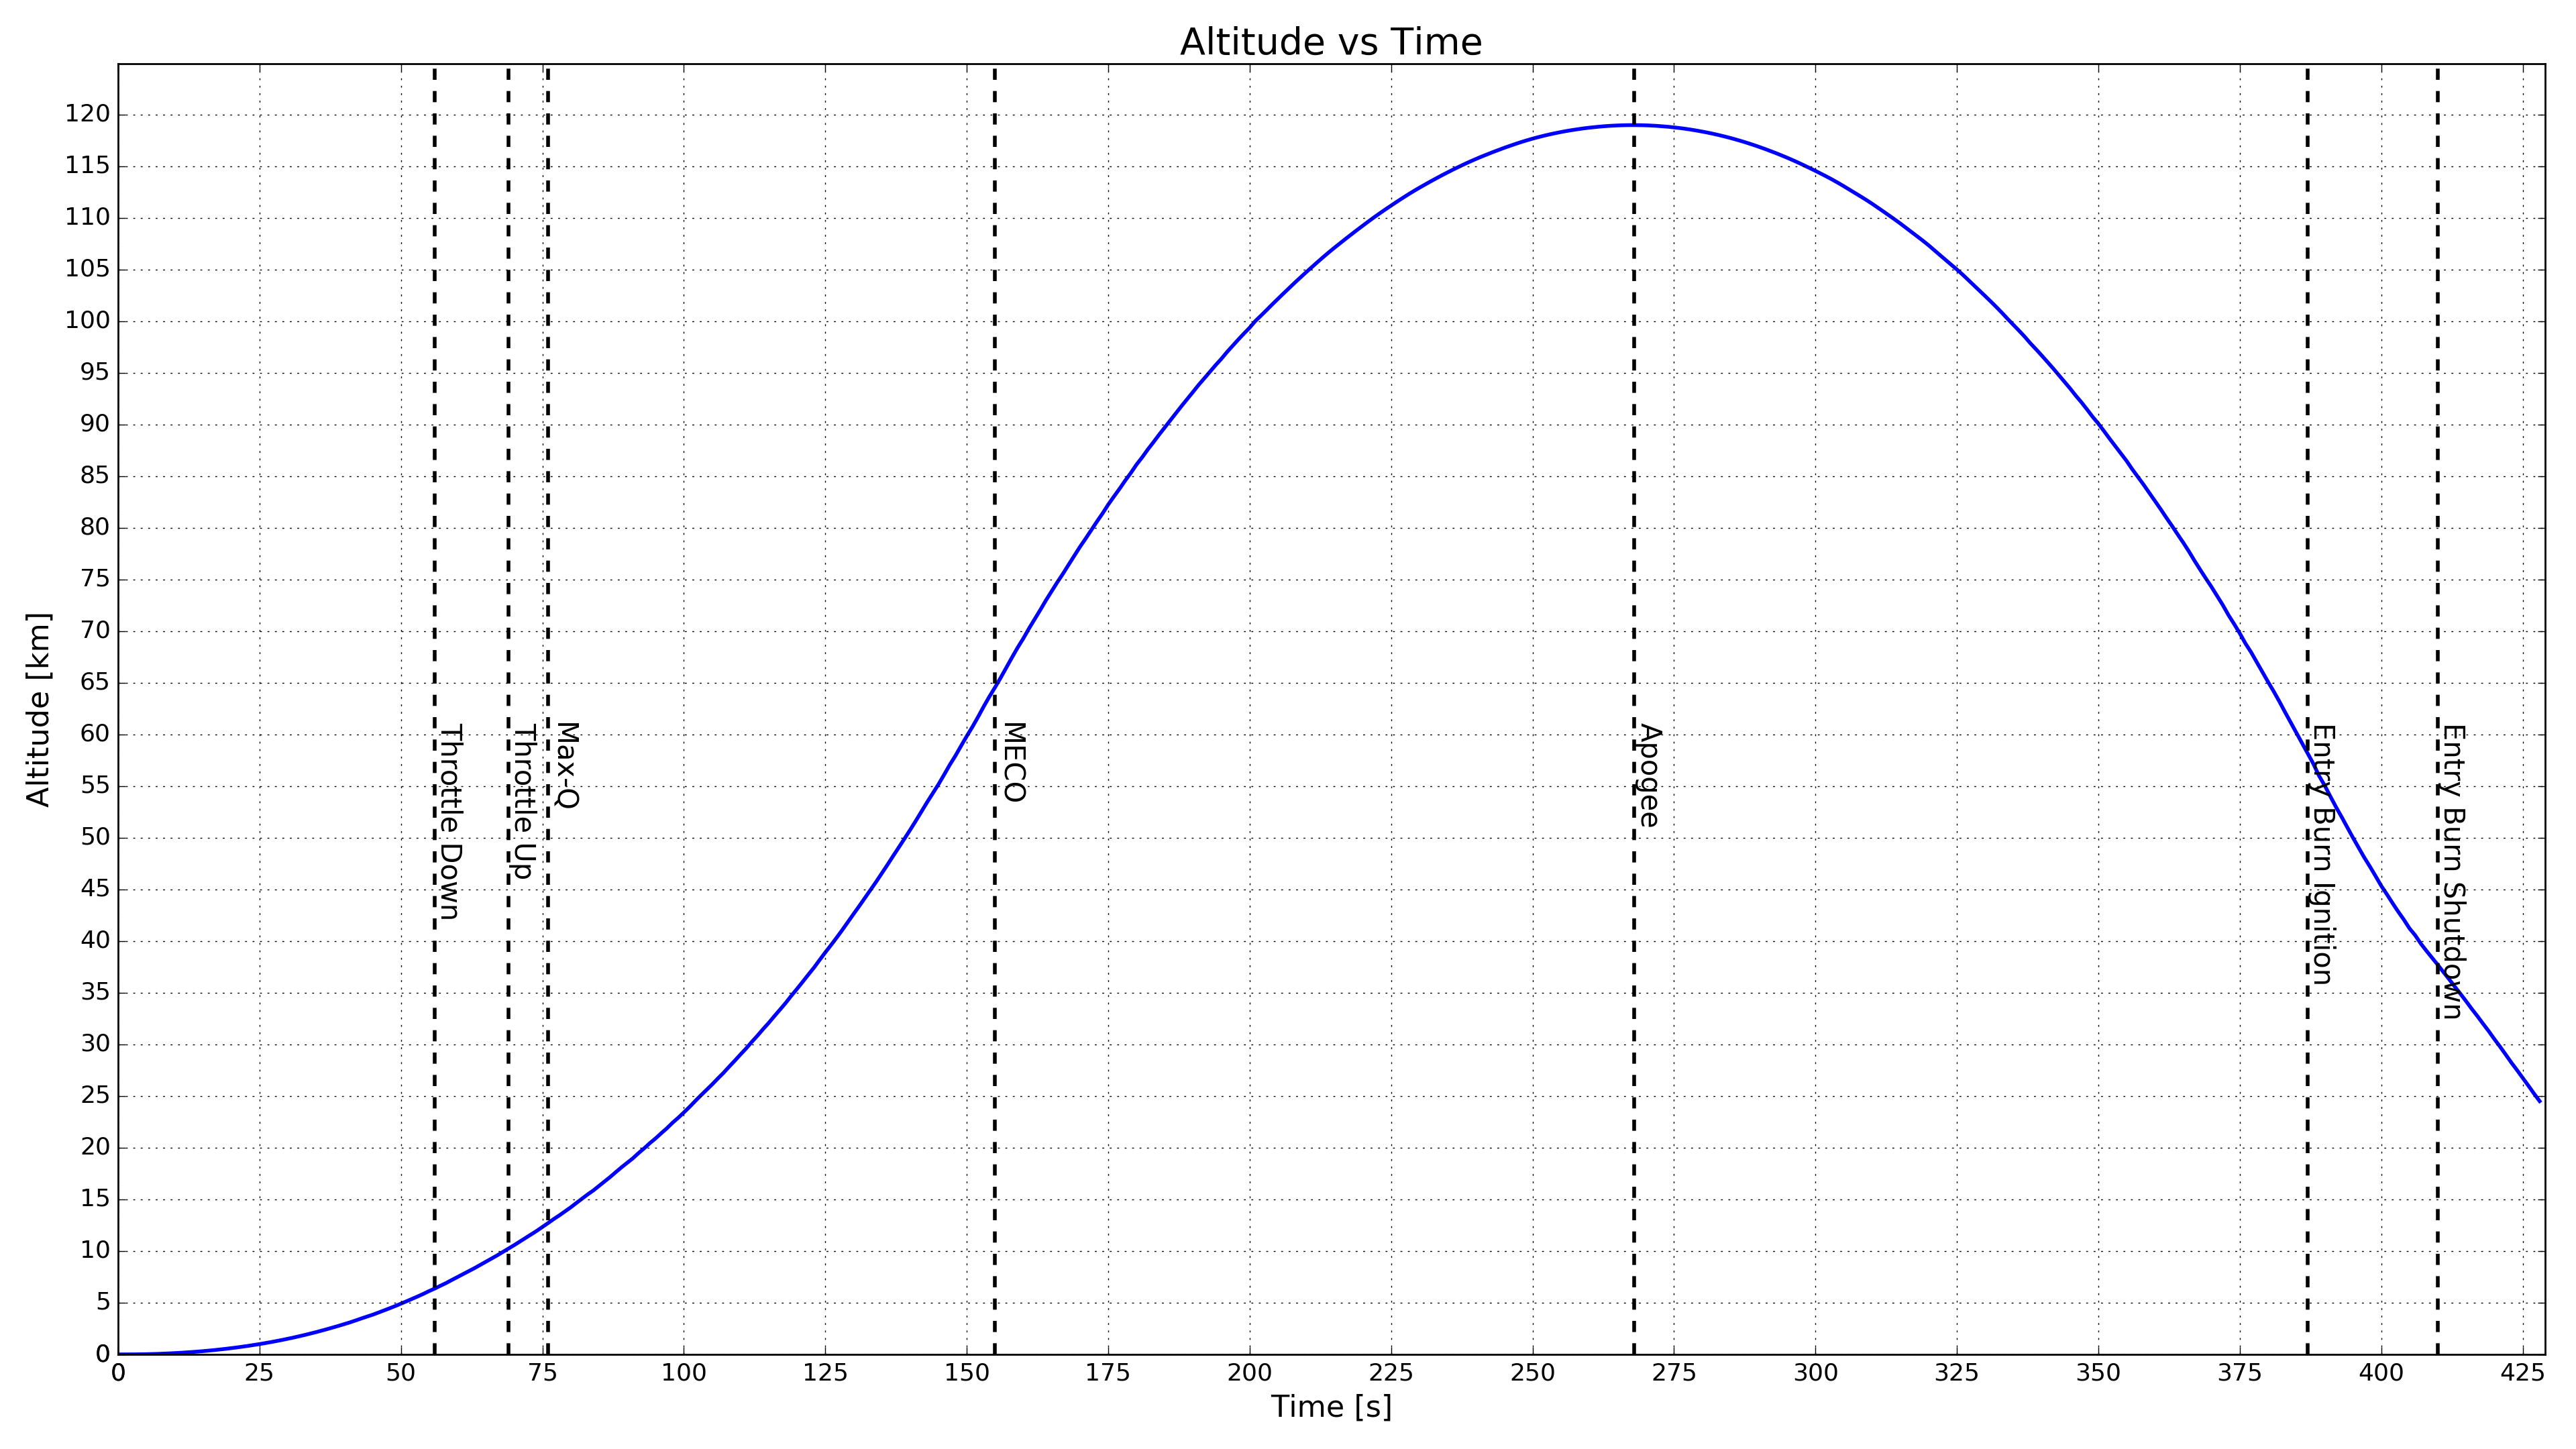 Altitude vs Time
Altitude [km]
120
115
110
105
100
95
90
85
80
75
70
65
60
55
50
45
40
35
30
25
20
15
10
5
0
Throttle Down
Throttle Up
Max-Q
MECO
Apogee
Entry Burn Ignition
Entry Burn Shutdown
0 25 50 75 100 125 150 175 200 225 250 275 300 325 350 375 400 425
Time [s]